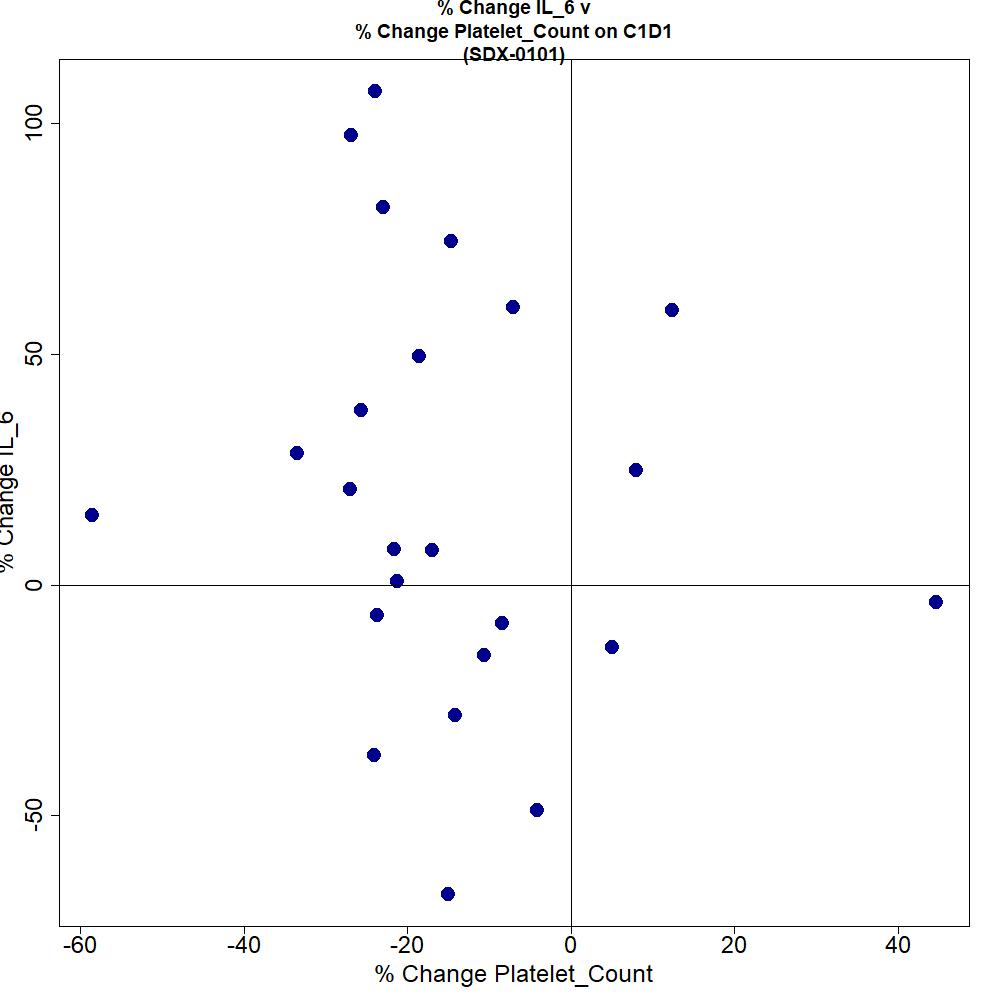 % Change IL_6 v
% Change Platelet_Count on C1D1
(SDX-0101)
100
50
0
-50
% Change IL_6
-60 -40 -20 0 20 40
% Change Platelet_Count